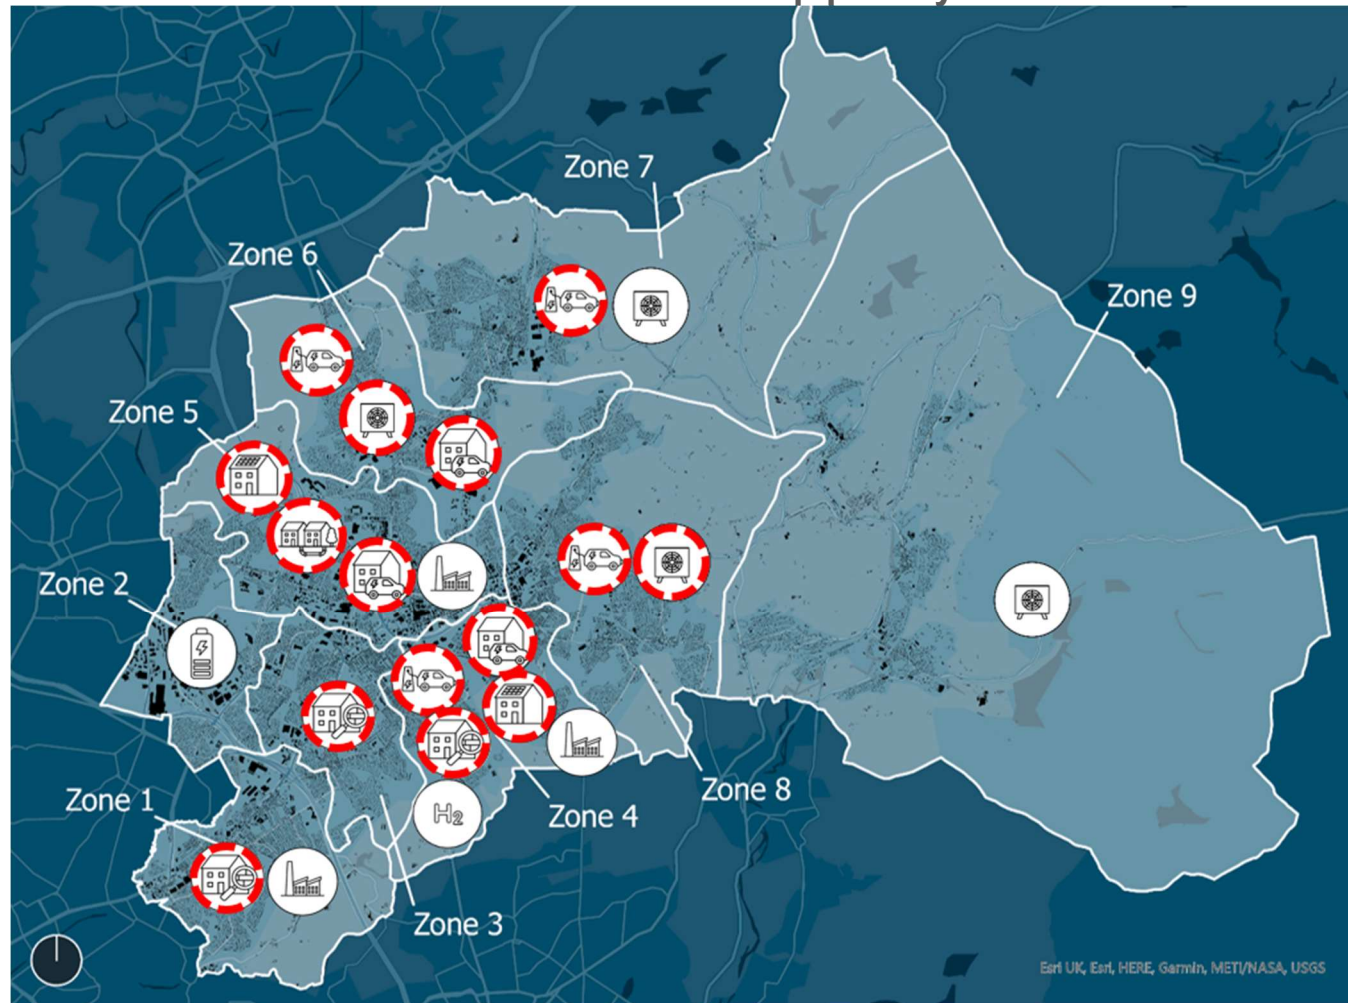 Zone 7
Zone 6
Zone 9
Zone 5
Zone 2
Zone 8
Zone 1
Zone 4
H₂
Zone 3
Esri UK, Esri, HERE, Garmin, METI/NASA, USGS